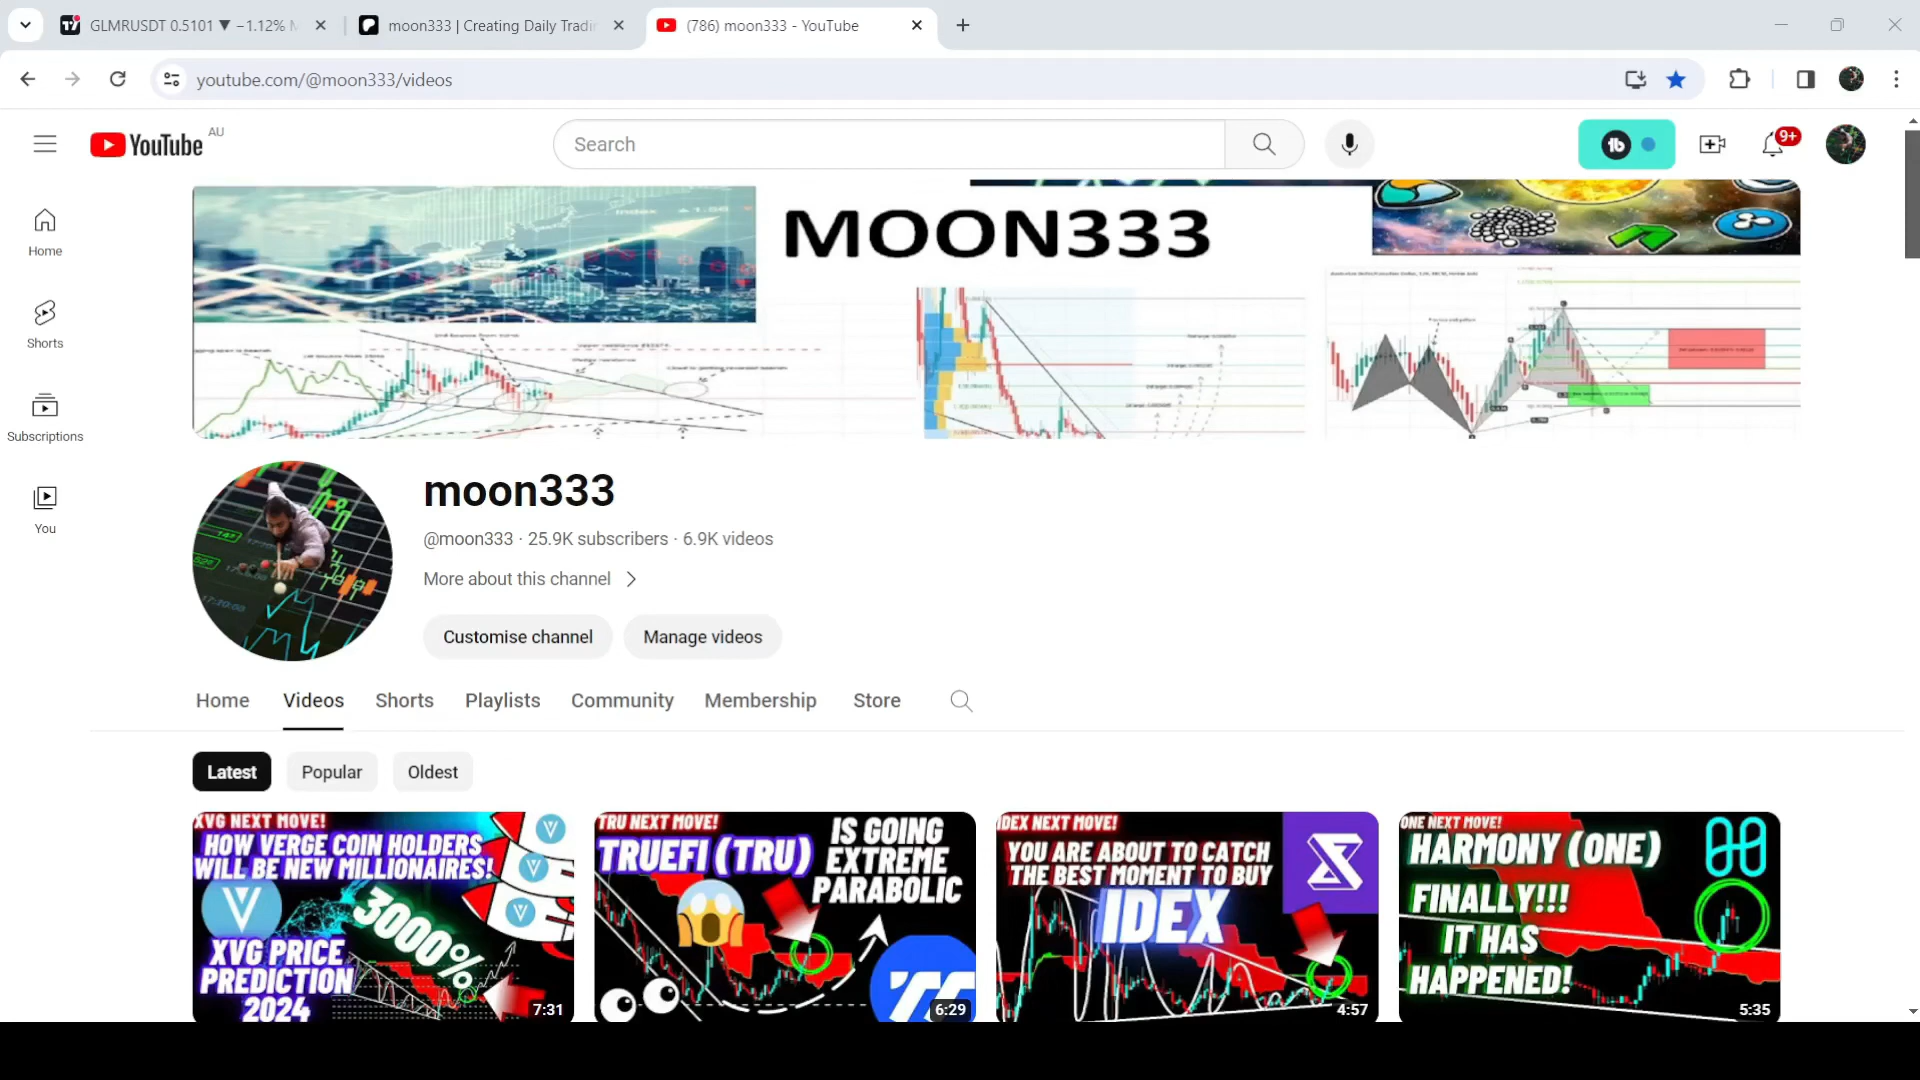 GLMRUSDT 0.5101 ▼ −1.12%
moon333 | Creating Daily Tradi
(786) moon333 - YouTube
youtube.com/@moon333/videos
YouTube AU
Search
9+
MOON333
Home
Shorts
Subscriptions
You
moon333
@moon333 · 25.9K subscribers · 6.9K videos
More about this channel
Customise channel
Manage videos
Home
Videos
Shorts
Playlists
Community
Membership
Store
Latest
Popular
Oldest
XVG NEXT MOVE!
HOW VERGE COIN HOLDERS
WILL BE NEW MILLIONAIRES!
3000%
XVG PRICE
PREDICTION
2024
7:31
TRU NEXT MOVE!
TRUEFI (TRU)
IS GOING
EXTREME
PARABOLIC
6:29
IDEX NEXT MOVE!
YOU ARE ABOUT TO CATCH
THE BEST MOMENT TO BUY
IDEX
4:57
ONE NEXT MOVE!
HARMONY (ONE)
FINALLY!!!
IT HAS
HAPPENED!
5:35